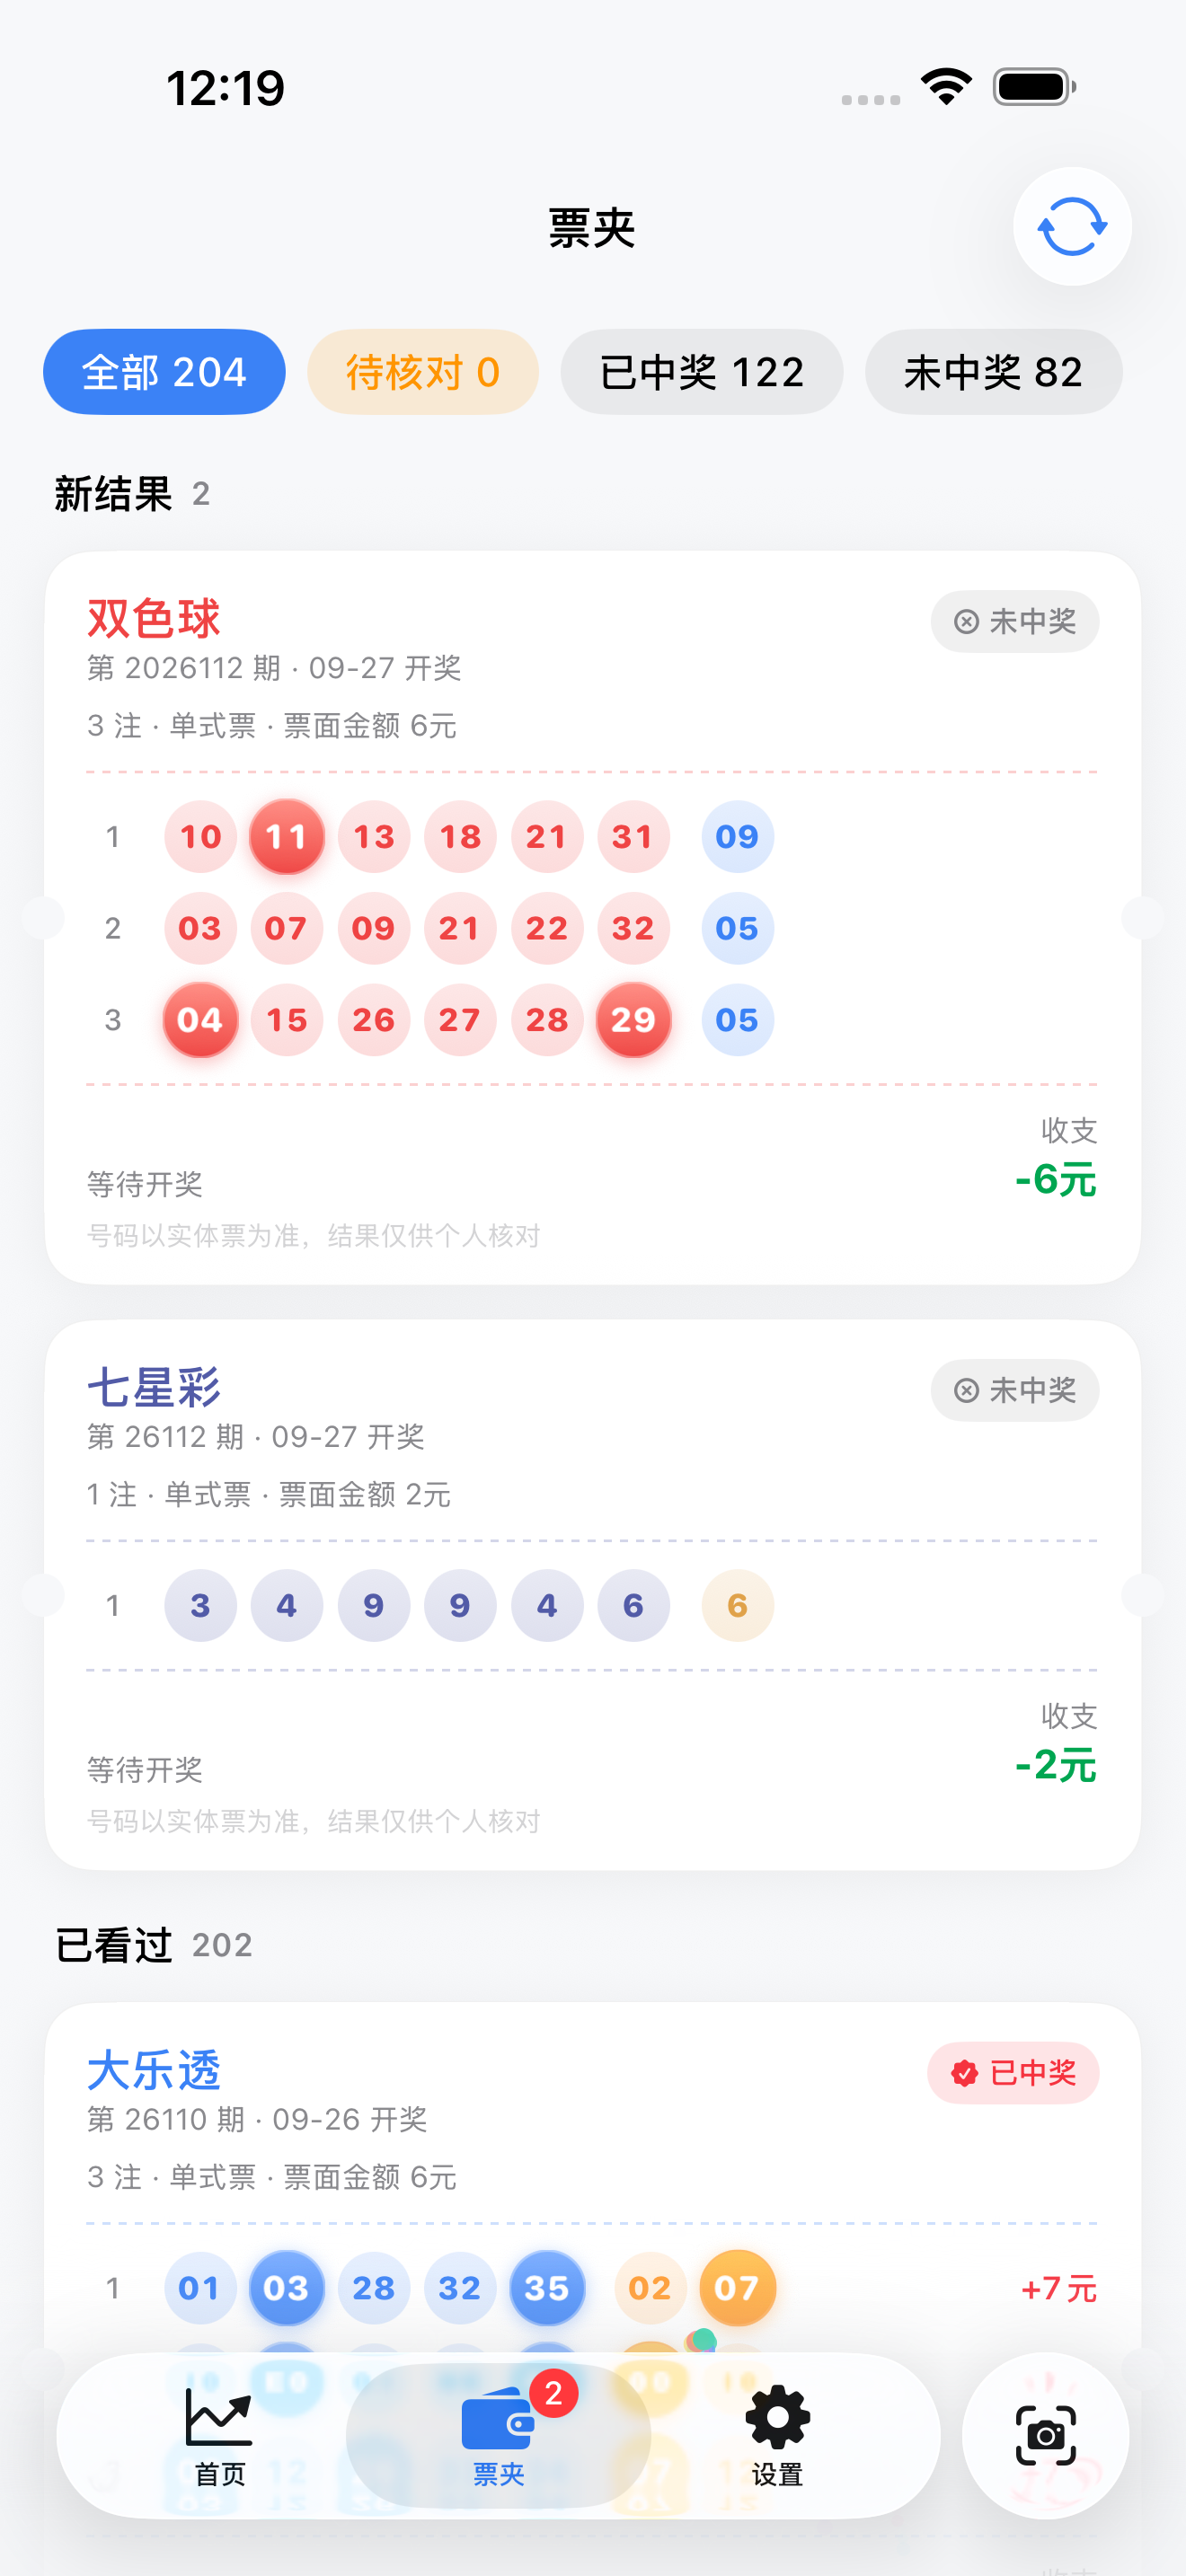 12:19
票夹
全部 204
待核对 0
已中奖 122
未中奖 82
新结果 2
双色球
未中奖
第 2026112 期 · 09-27 开奖
3 注 · 单式票 · 票面金额 6元
1 10 11 13 18 21 31 09
2 03 07 09 21 22 32 05
3 04 15 26 27 28 29 05
收支
等待开奖
-6元
号码以实体票为准，结果仅供个人核对
七星彩
未中奖
第 26112 期 · 09-27 开奖
1 注 · 单式票 · 票面金额 2元
1 3 4 9 9 4 6 6
收支
等待开奖
-2元
号码以实体票为准，结果仅供个人核对
已看过 202
大乐透
已中奖
第 26110 期 · 09-26 开奖
3 注 · 单式票 · 票面金额 6元
1 01 03 28 32 35 02 07 +7元
2
首页
票夹
设置